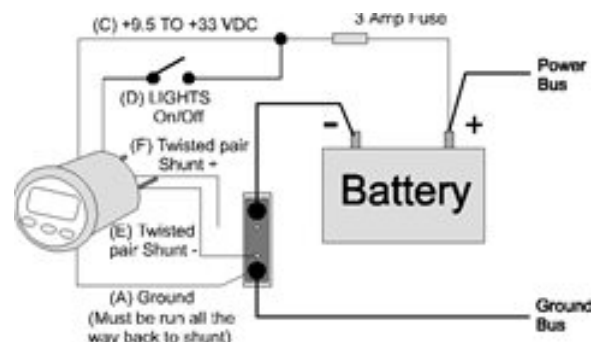 (C) +9.5 TO +33 VDC
3 Amp Fuse
Power
Bus
(D) LIGHTS
On/Off
(F) Twisted pair
Shunt +
- +
Battery
(E) Twisted
pair Shunt -
(A) Ground
(Must be run all the
way back to shunt)
Ground
Bus